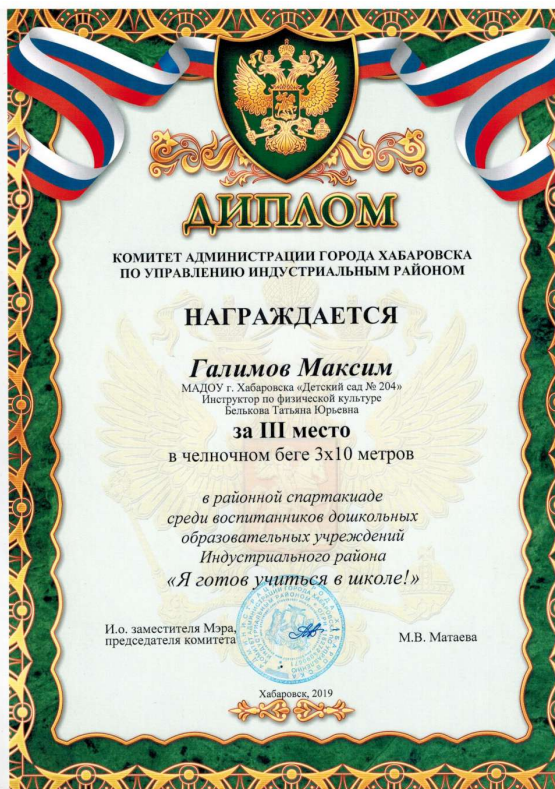 ДИПЛОМ
КОМИТЕТ АДМИНИСТРАЦИИ ГОРОДА ХАБАРОВСКА
ПО УПРАВЛЕНИЮ ИНДУСТРИАЛЬНЫМ РАЙОНОМ
НАГРАЖДАЕТСЯ
Галимов Максим
МАДОУ г. Хабаровска «Детский сад № 204»
Инструктор по физической культуре
Белькова Татьяна Юрьевна
за III место
в челночном беге 3х10 метров
в районной спартакиаде
среди воспитанников дошкольных
образовательных учреждений
Индустриального района
«Я готов учиться в школе!»
И.о. заместителя Мэра,
председателя комитета
М.В. Матаева
Хабаровск, 2019